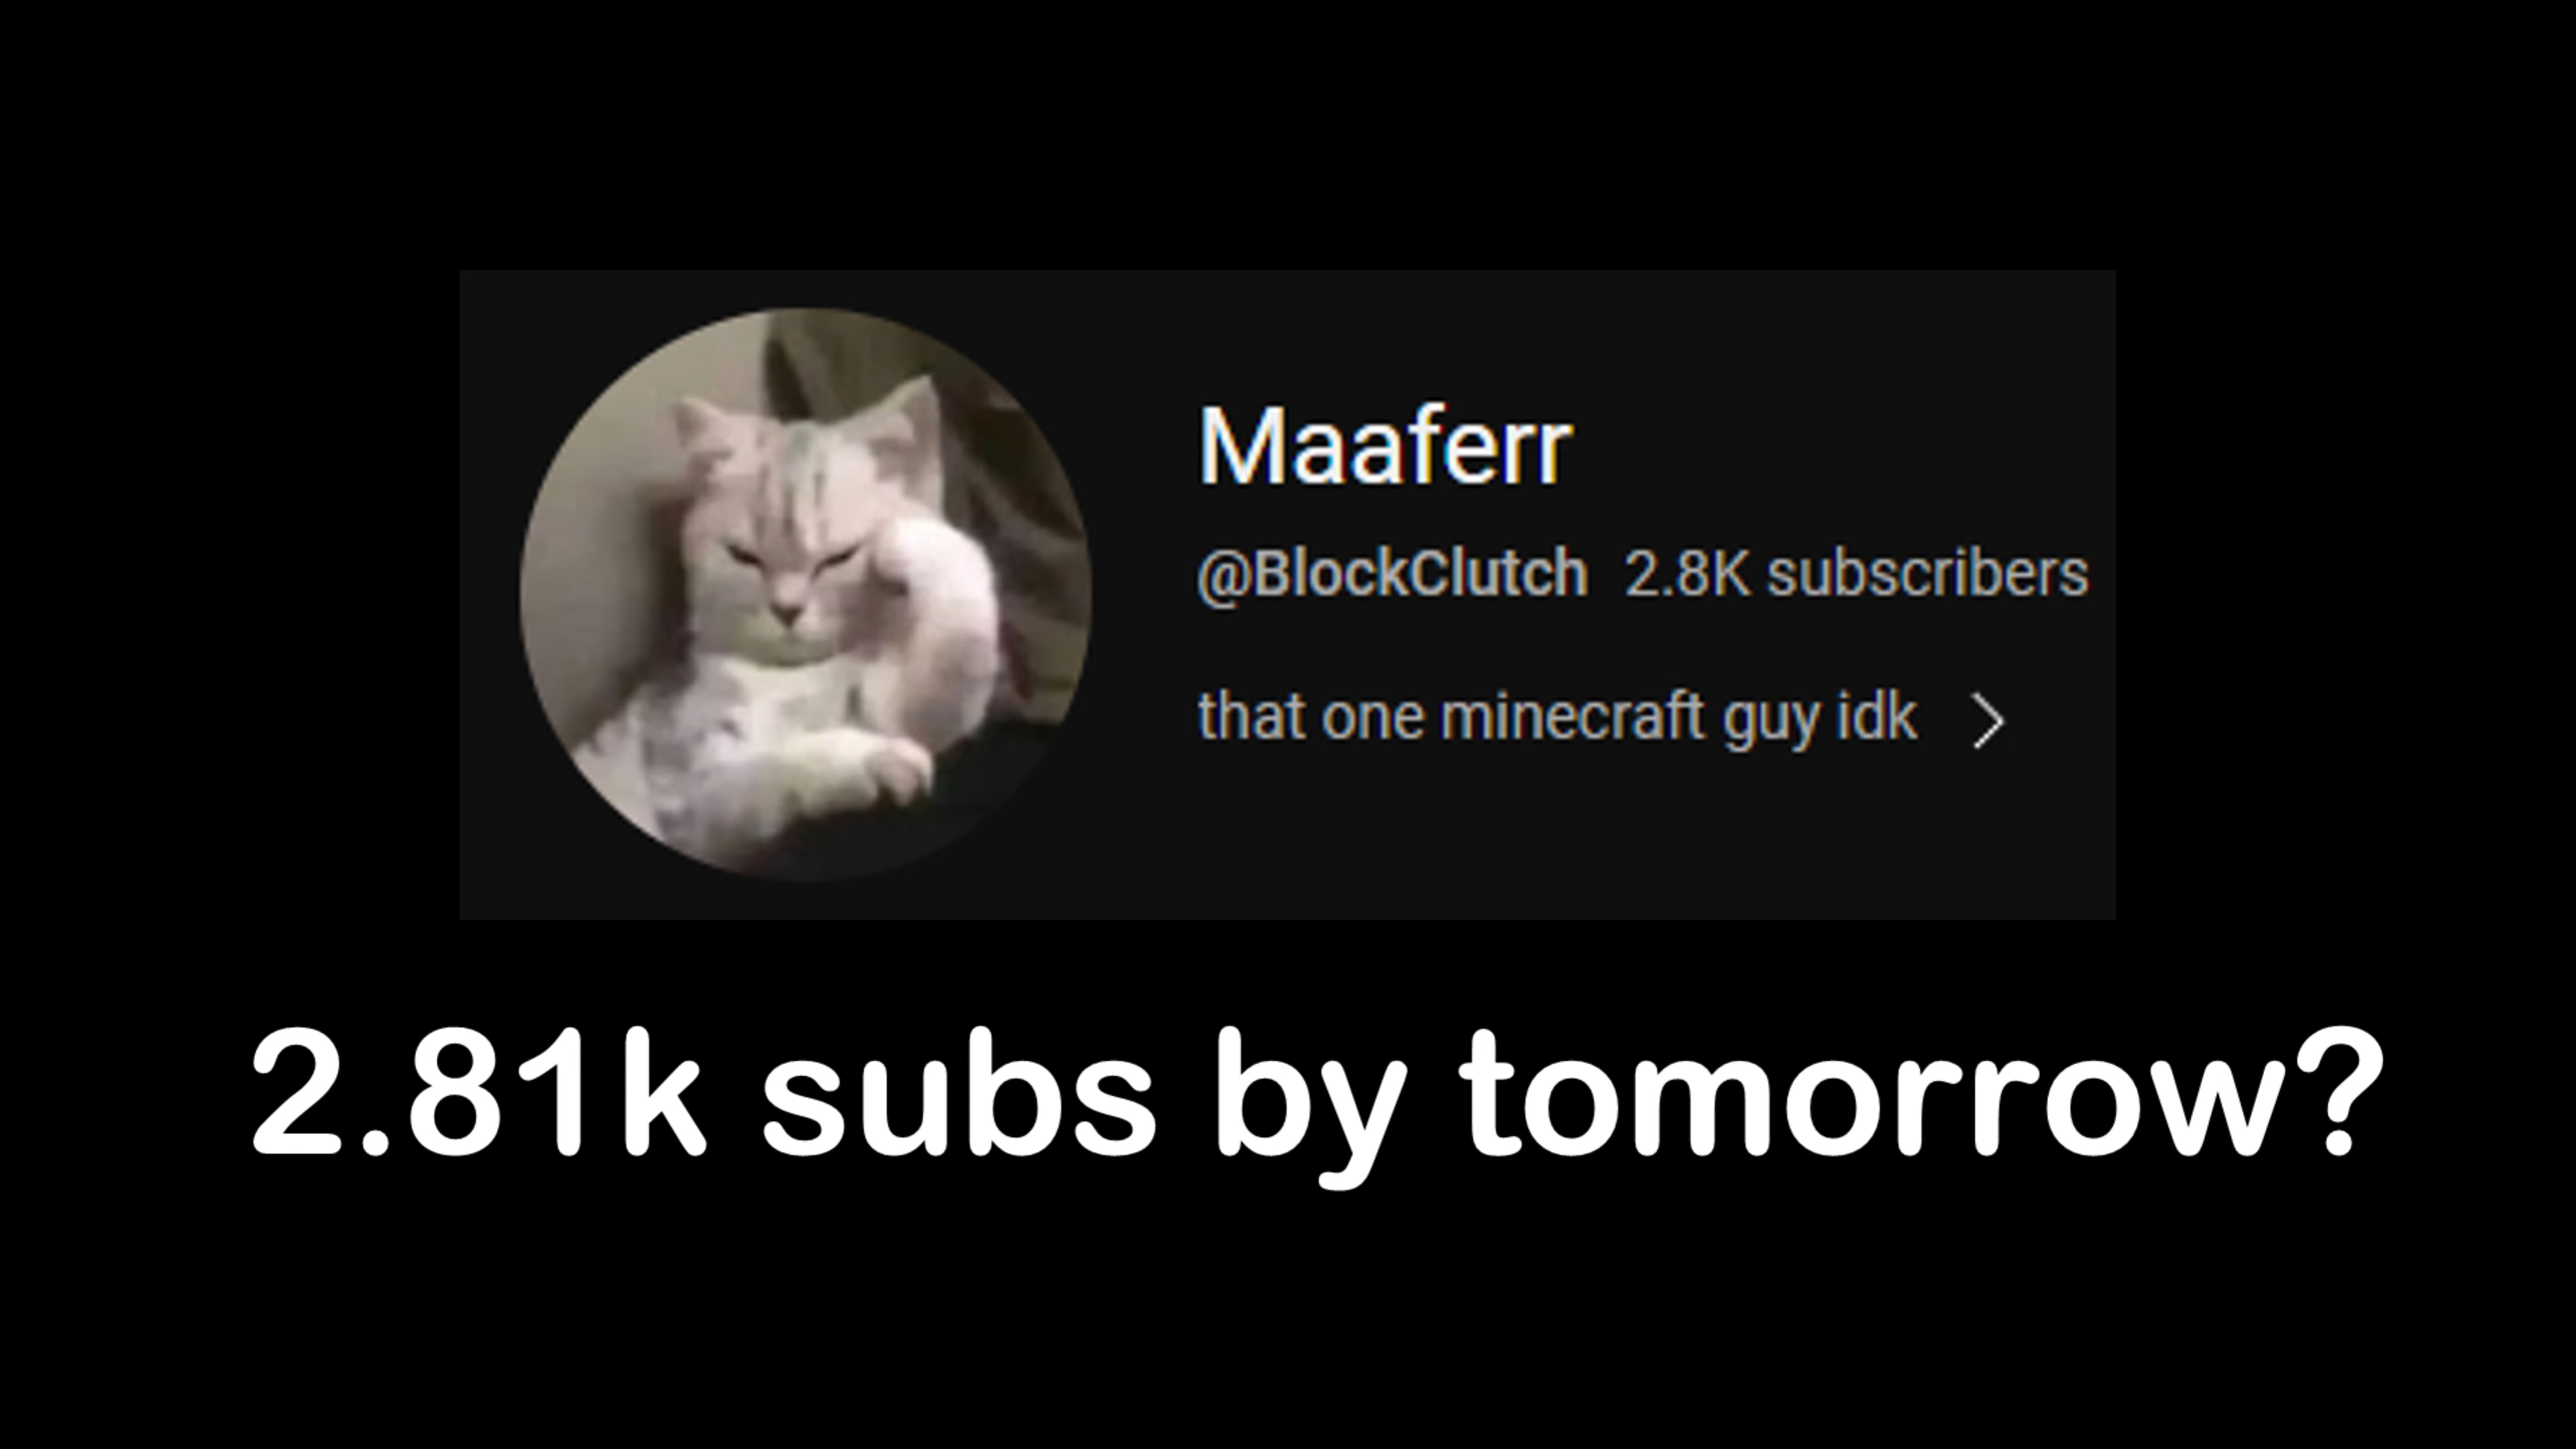 Maaferr
@BlockClutch 2.8K subscribers
that one minecraft guy idk
2.81k subs by tomorrow?